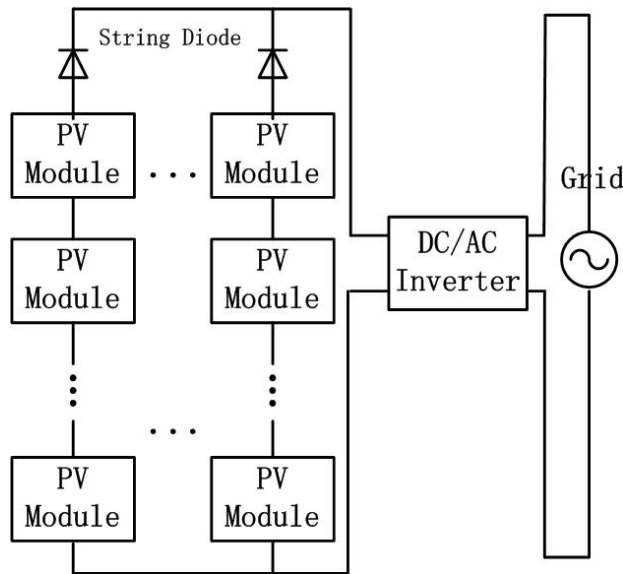 String Diode
PV
Module
. . .
PV
Module
Grid
PV
Module
PV
Module
DC/AC
Inverter
. . .
PV
Module
PV
Module